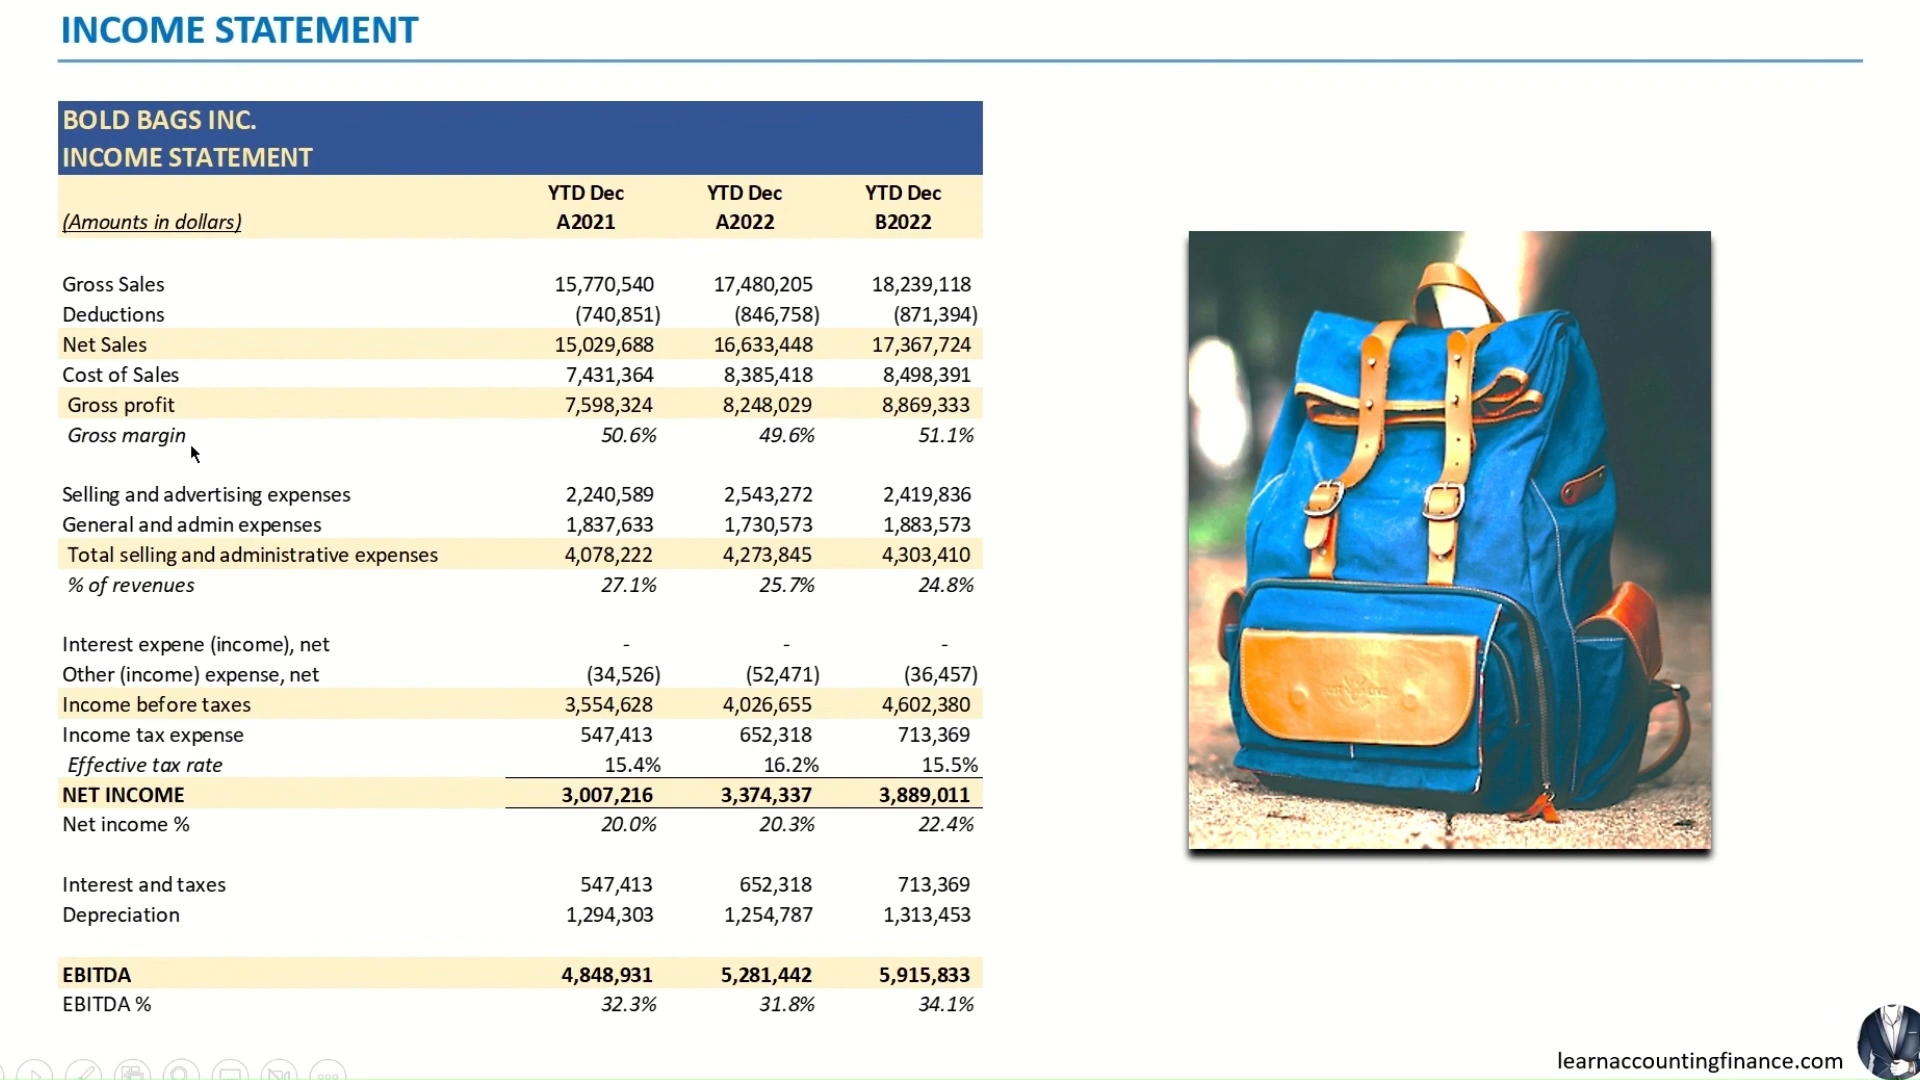 INCOME STATEMENT
BOLD BAGS INC.
INCOME STATEMENT
YTD Dec YTD Dec YTD Dec
(Amounts in dollars) A2021 A2022 B2022
Gross Sales 15,770,540 17,480,205 18,239,118
Deductions (740,851) (846,758) (871,394)
Net Sales 15,029,688 16,633,448 17,367,724
Cost of Sales 7,431,364 8,385,418 8,498,391
Gross profit 7,598,324 8,248,029 8,869,333
Gross margin 50.6% 49.6% 51.1%
Selling and advertising expenses 2,240,589 2,543,272 2,419,836
General and admin expenses 1,837,633 1,730,573 1,883,573
Total selling and administrative expenses 4,078,222 4,273,845 4,303,410
% of revenues 27.1% 25.7% 24.8%
Interest expene (income), net - - -
Other (income) expense, net (34,526) (52,471) (36,457)
Income before taxes 3,554,628 4,026,655 4,602,380
Income tax expense 547,413 652,318 713,369
Effective tax rate 15.4% 16.2% 15.5%
NET INCOME 3,007,216 3,374,337 3,889,011
Net income % 20.0% 20.3% 22.4%
Interest and taxes 547,413 652,318 713,369
Depreciation 1,294,303 1,254,787 1,313,453
EBITDA 4,848,931 5,281,442 5,915,833
EBITDA % 32.3% 31.8% 34.1%
learnaccountingfinance.com